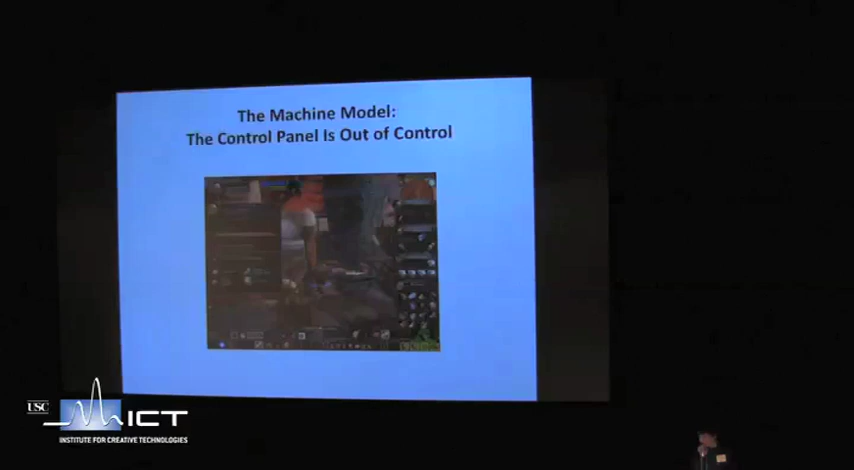 The Machine Model:
The Control Panel Is Out of Control
USC
ICT
INSTITUTE FOR CREATIVE TECHNOLOGIES